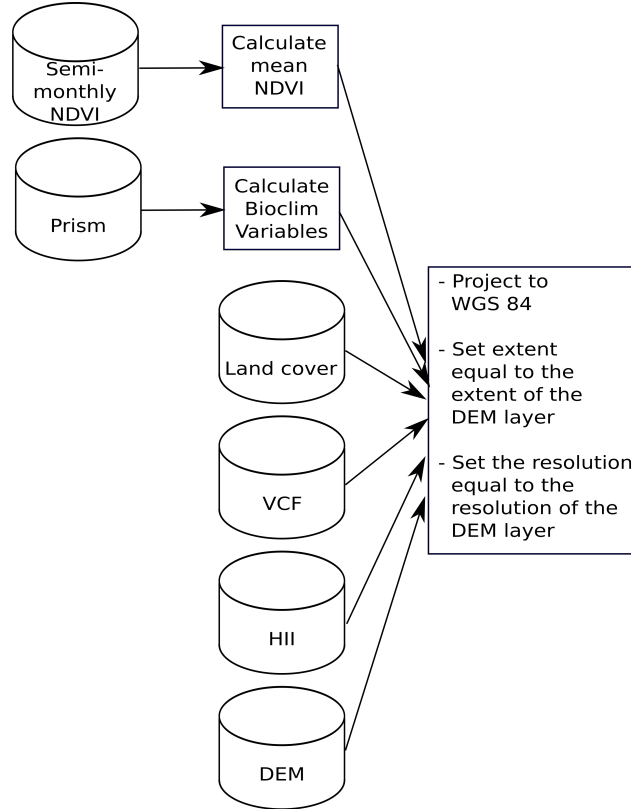 Semi-
monthly
NDVI
Calculate
mean
NDVI
Prism
Calculate
Bioclim
Variables
Land cover
VCF
HII
DEM
- Project to
WGS 84
- Set extent
equal to the
extent of the
DEM layer
- Set the resolution
equal to the
resolution of the
DEM layer